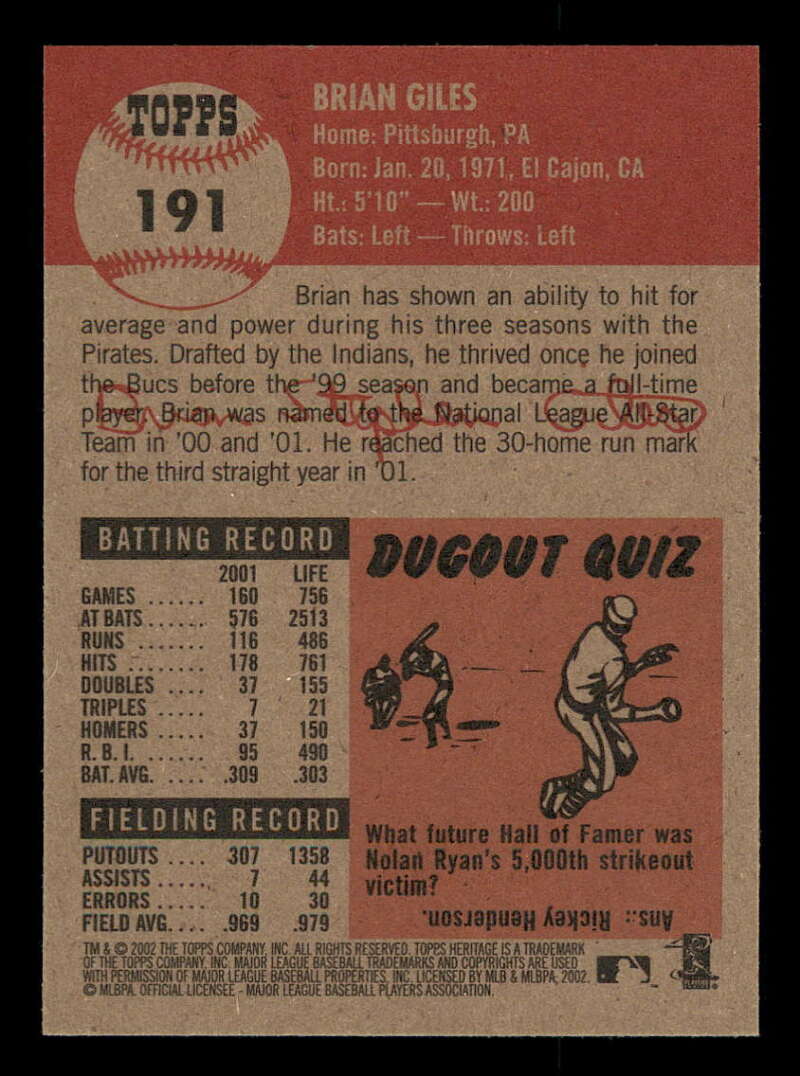 TOPPS
191
BRIAN GILES
Home: Pittsburgh, PA
Born: Jan. 20, 1971, El Cajon, CA
Ht.: 5'10" — Wt.: 200
Bats: Left — Throws: Left
Brian has shown an ability to hit for
average and power during his three seasons with the
Pirates. Drafted by the Indians, he thrived once he joined
the Bucs before the '99 season and became a full-time
player. Brian was named to the National League All-Star
Team in '00 and '01. He reached the 30-home run mark
for the third straight year in '01.
Brian Stephen Giles
BATTING RECORD
2001 LIFE
GAMES ...... 160 756
AT BATS ...... 576 2513
RUNS ....... 116 486
HITS ........ 178 761
DOUBLES .... 37 155
TRIPLES ..... 7 21
HOMERS ..... 37 150
R. B. I. ...... 95 490
BAT. AVG. .... .309 .303
FIELDING RECORD
PUTOUTS .... 307 1358
ASSISTS ...... 7 44
ERRORS ..... 10 30
FIELD AVG. ... .969 .979
DUGOUT QUIZ
What future Hall of Famer was
Nolan Ryan's 5,000th strikeout
victim?
Ans.: Rickey Henderson.
TM & © 2002 THE TOPPS COMPANY, INC. ALL RIGHTS RESERVED. TOPPS HERITAGE IS A TRADEMARK
OF THE TOPPS COMPANY, INC. MAJOR LEAGUE BASEBALL TRADEMARKS AND COPYRIGHTS ARE USED
WITH PERMISSION OF MAJOR LEAGUE BASEBALL PROPERTIES, INC. LICENSED BY MLB & MLBPA, 2002.
© MLBPA. OFFICIAL LICENSEE - MAJOR LEAGUE BASEBALL PLAYERS ASSOCIATION.